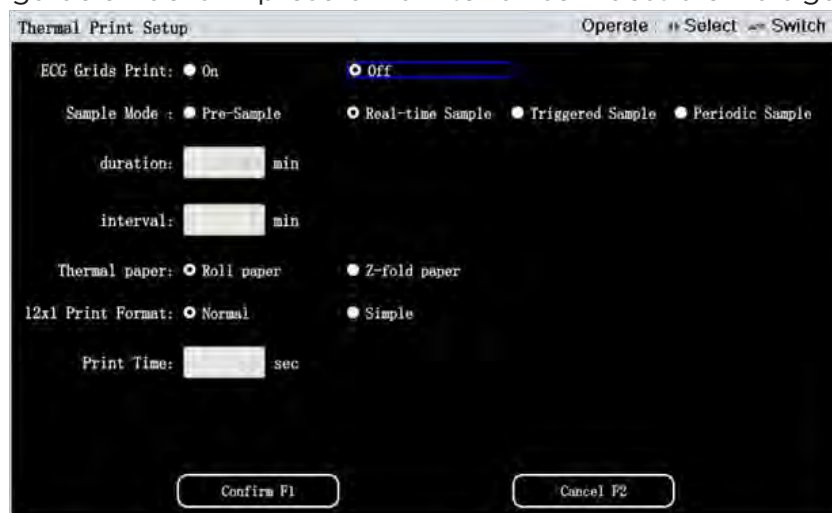 Thermal Print Setup Operate Select Switch
ECG Grids Print: On Off
Sample Mode : Pre-Sample Real-time Sample Triggered Sample Periodic Sample
duration: min
interval: min
Thermal paper: Roll paper Z-fold paper
12x1 Print Format: Normal Simple
Print Time: sec
Confirm F1 Cancel F2